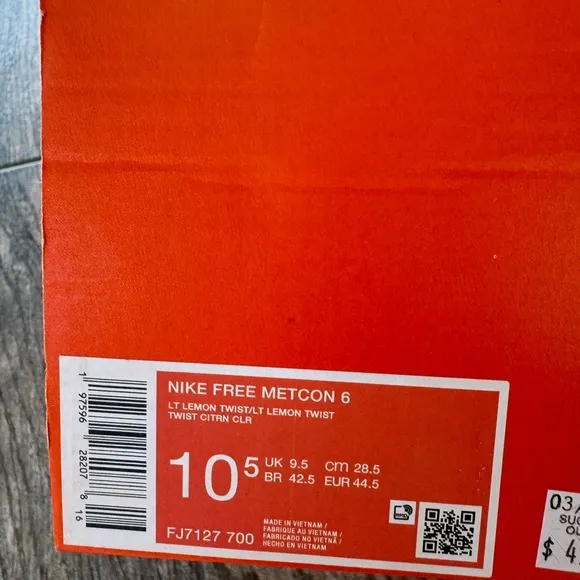 NIKE FREE METCON 6
LT LEMON TWIST/LT LEMON TWIST
TWIST CITRN CLR
10 5
UK 9.5 cm 28.5
BR 42.5 EUR 44.5
FJ7127 700
MADE IN VIETNAM /
FABRIQUE AU VIETNAM /
FABRICADO NO VIETNÃ /
HECHO EN VIETNAM
1 97596 28207 8 16
03/
$ 4